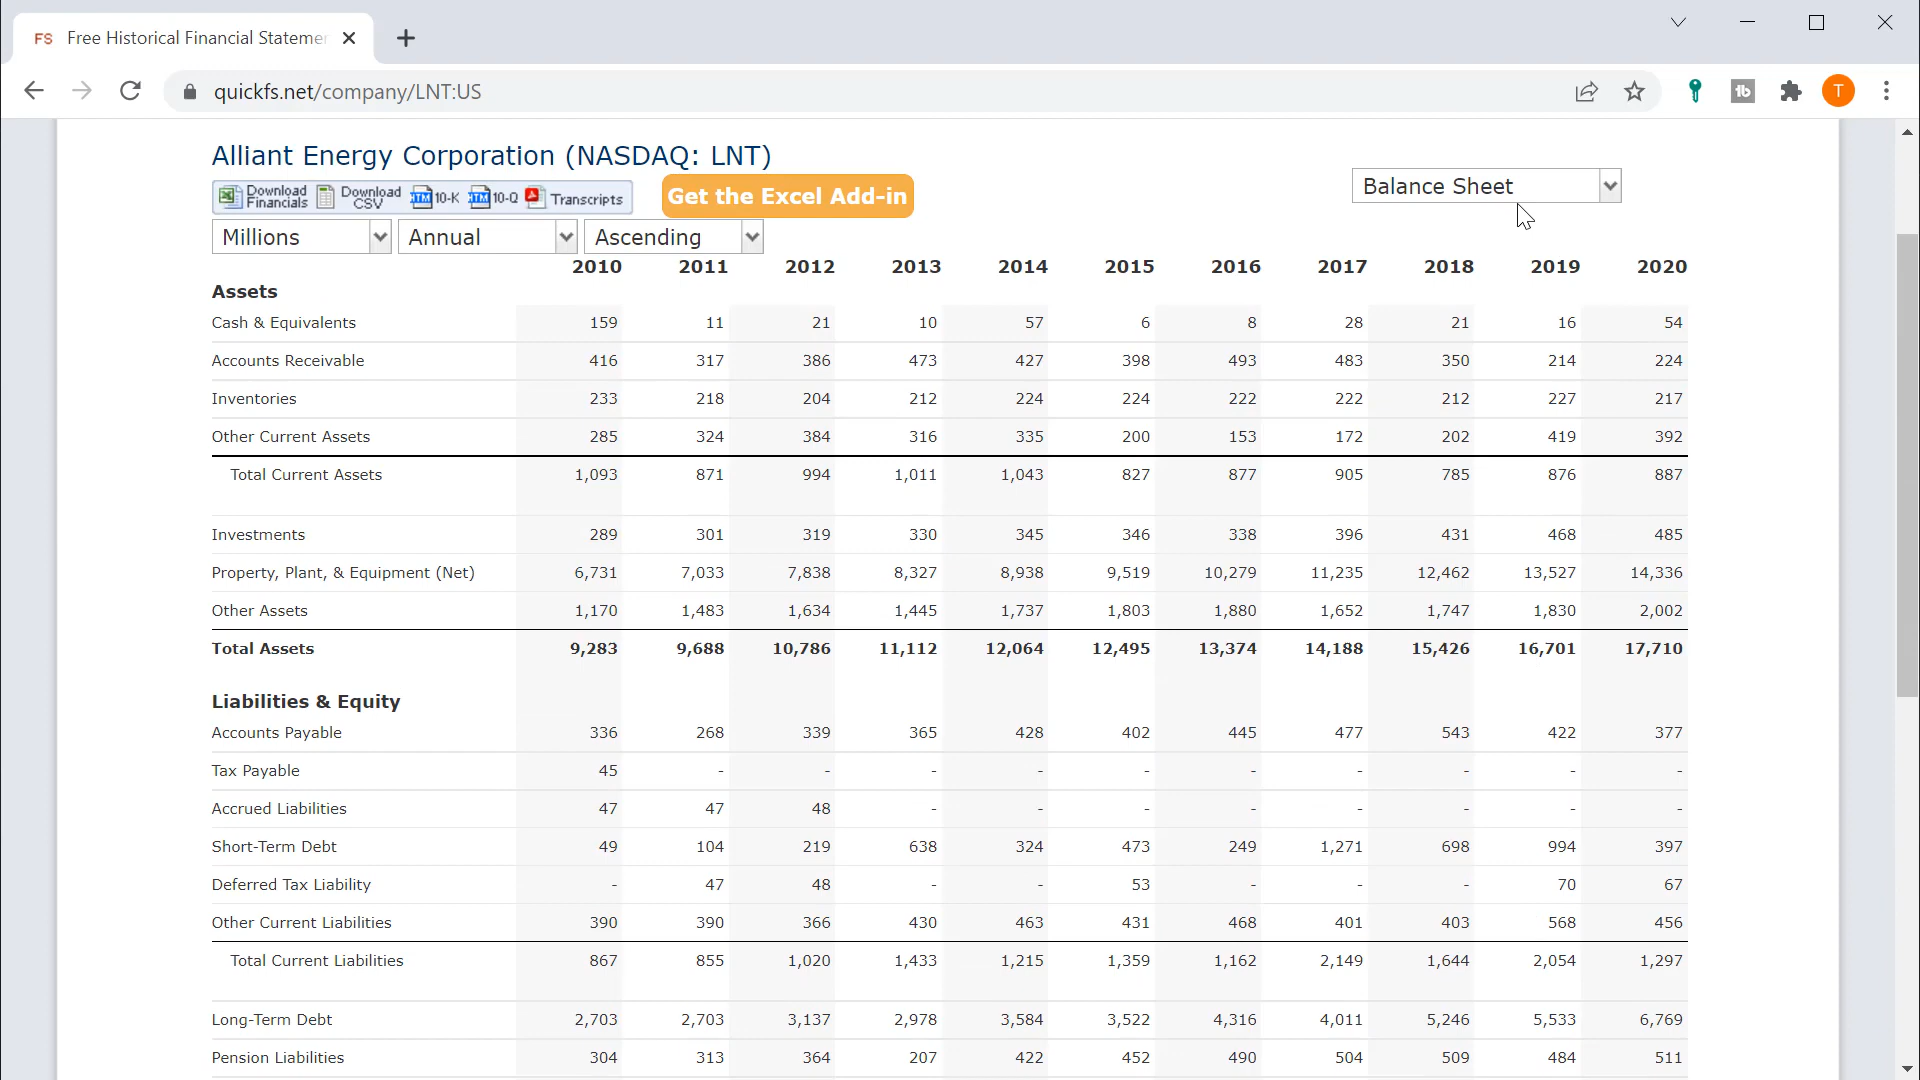 FS Free Historical Financial Stateme
quickfs.net/company/LNT:US
T
Alliant Energy Corporation (NASDAQ: LNT)
Download Financials Download CSV 10-K 10-Q Transcripts
Get the Excel Add-in
Balance Sheet
Millions Annual Ascending
2010 2011 2012 2013 2014 2015 2016 2017 2018 2019 2020
Assets
Cash & Equivalents 159 11 21 10 57 6 8 28 21 16 54
Accounts Receivable 416 317 386 473 427 398 493 483 350 214 224
Inventories 233 218 204 212 224 224 222 222 212 227 217
Other Current Assets 285 324 384 316 335 200 153 172 202 419 392
Total Current Assets 1,093 871 994 1,011 1,043 827 877 905 785 876 887
Investments 289 301 319 330 345 346 338 396 431 468 485
Property, Plant, & Equipment (Net) 6,731 7,033 7,838 8,327 8,938 9,519 10,279 11,235 12,462 13,527 14,336
Other Assets 1,170 1,483 1,634 1,445 1,737 1,803 1,880 1,652 1,747 1,830 2,002
Total Assets 9,283 9,688 10,786 11,112 12,064 12,495 13,374 14,188 15,426 16,701 17,710
Liabilities & Equity
Accounts Payable 336 268 339 365 428 402 445 477 543 422 377
Tax Payable 45 - - - - - - - - - -
Accrued Liabilities 47 47 48 - - - - - - - -
Short-Term Debt 49 104 219 638 324 473 249 1,271 698 994 397
Deferred Tax Liability - 47 48 - - 53 - - - 70 67
Other Current Liabilities 390 390 366 430 463 431 468 401 403 568 456
Total Current Liabilities 867 855 1,020 1,433 1,215 1,359 1,162 2,149 1,644 2,054 1,297
Long-Term Debt 2,703 2,703 3,137 2,978 3,584 3,522 4,316 4,011 5,246 5,533 6,769
Pension Liabilities 304 313 364 207 422 452 490 504 509 484 511